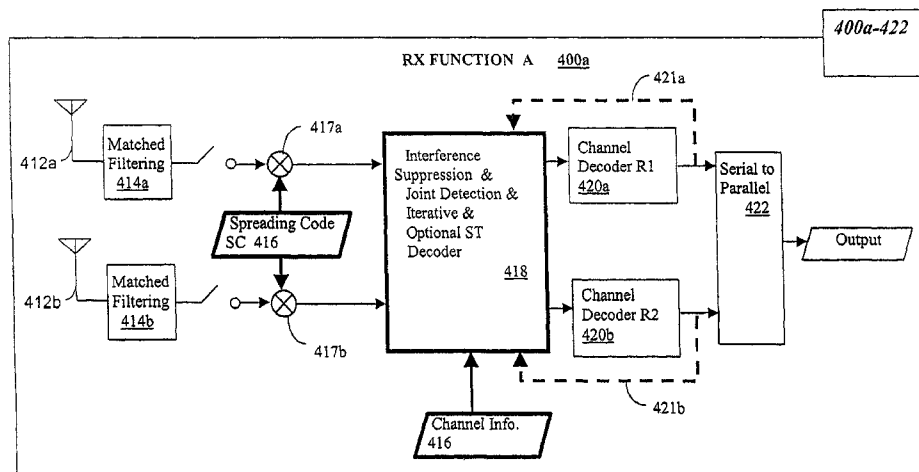 400a-422
RX FUNCTION A 400a
421a
417a
412a
Matched
Filtering
414a
Interference
Suppression &
Joint Detection &
Iterative &
Optional ST
Decoder
418
Channel
Decoder R1
420a
Serial to
Parallel
422
Spreading Code
SC 416
Output
412b
Matched
Filtering
414b
Channel
Decoder R2
420b
417b
421b
Channel Info.
416